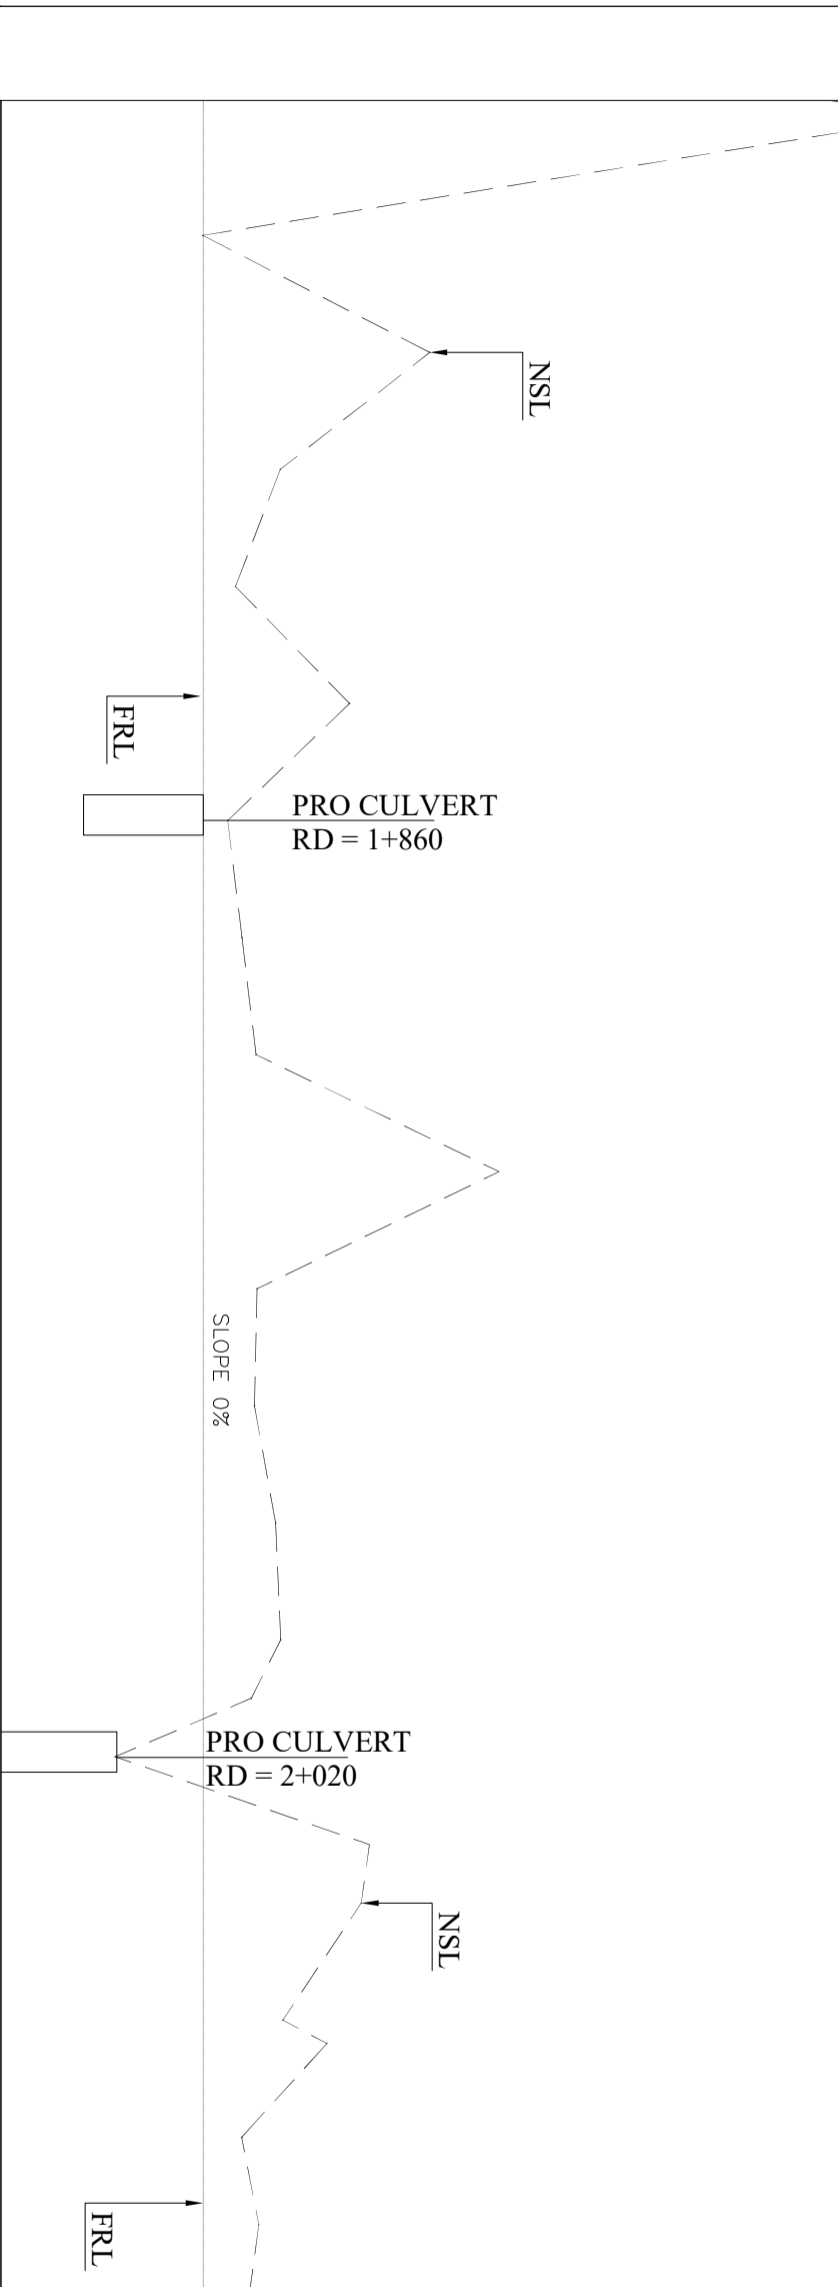 NSL
FRL
PRO CULVERT
RD = 1+860
SLOPE 0%
PRO CULVERT
RD = 2+020
NSL
FRL